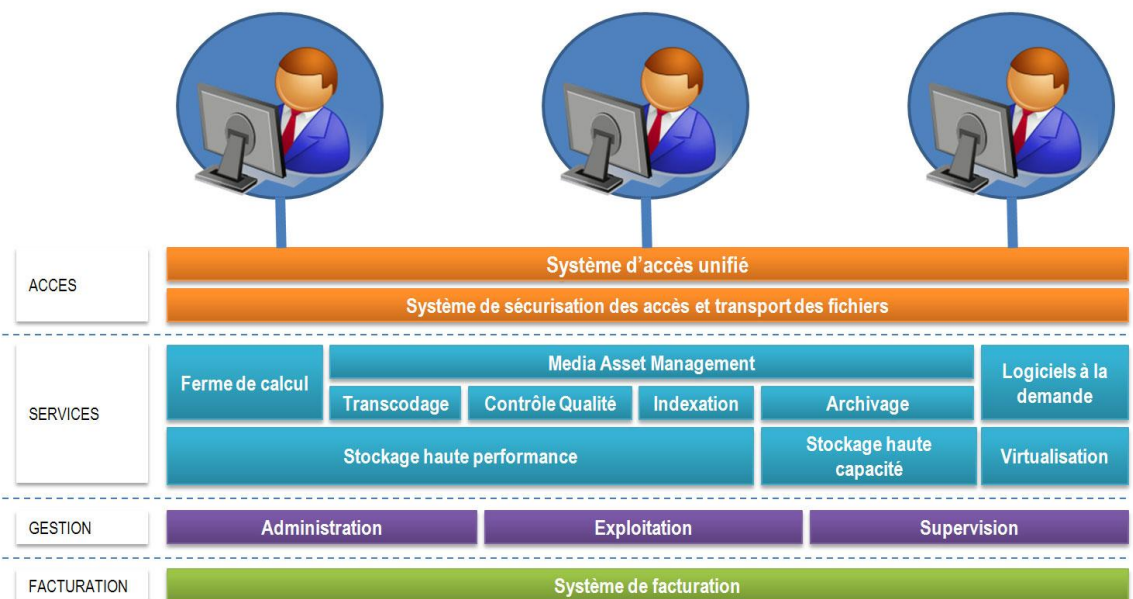 ACCES
Système d'accès unifié
Système de sécurisation des accès et transport des fichiers
SERVICES
Ferme de calcul
Media Asset Management
Logiciels à la
demande
Transcodage
Contrôle Qualité
Indexation
Archivage
Stockage haute performance
Stockage haute
capacité
Virtualisation
GESTION
Administration
Exploitation
Supervision
FACTURATION
Système de facturation